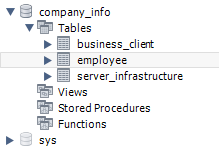 company_info
Tables
business_client
employee
server_infrastructure
Views
Stored Procedures
Functions
sys